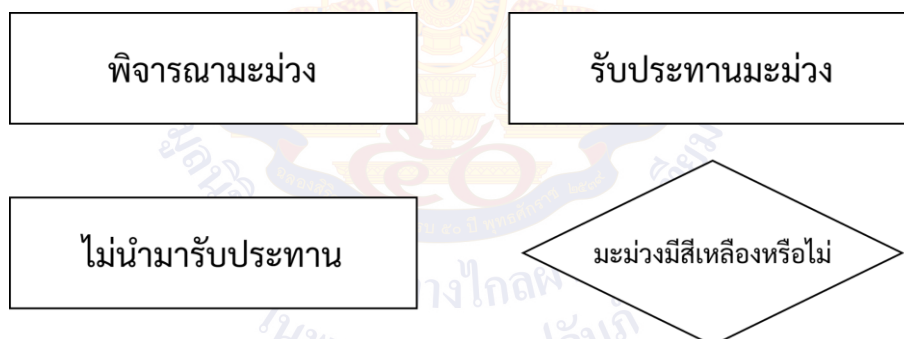 พิจารณามะม่วง
รับประทานมะม่วง
ไม่นำมารับประทาน
มะม่วงมีสีเหลืองหรือไม่